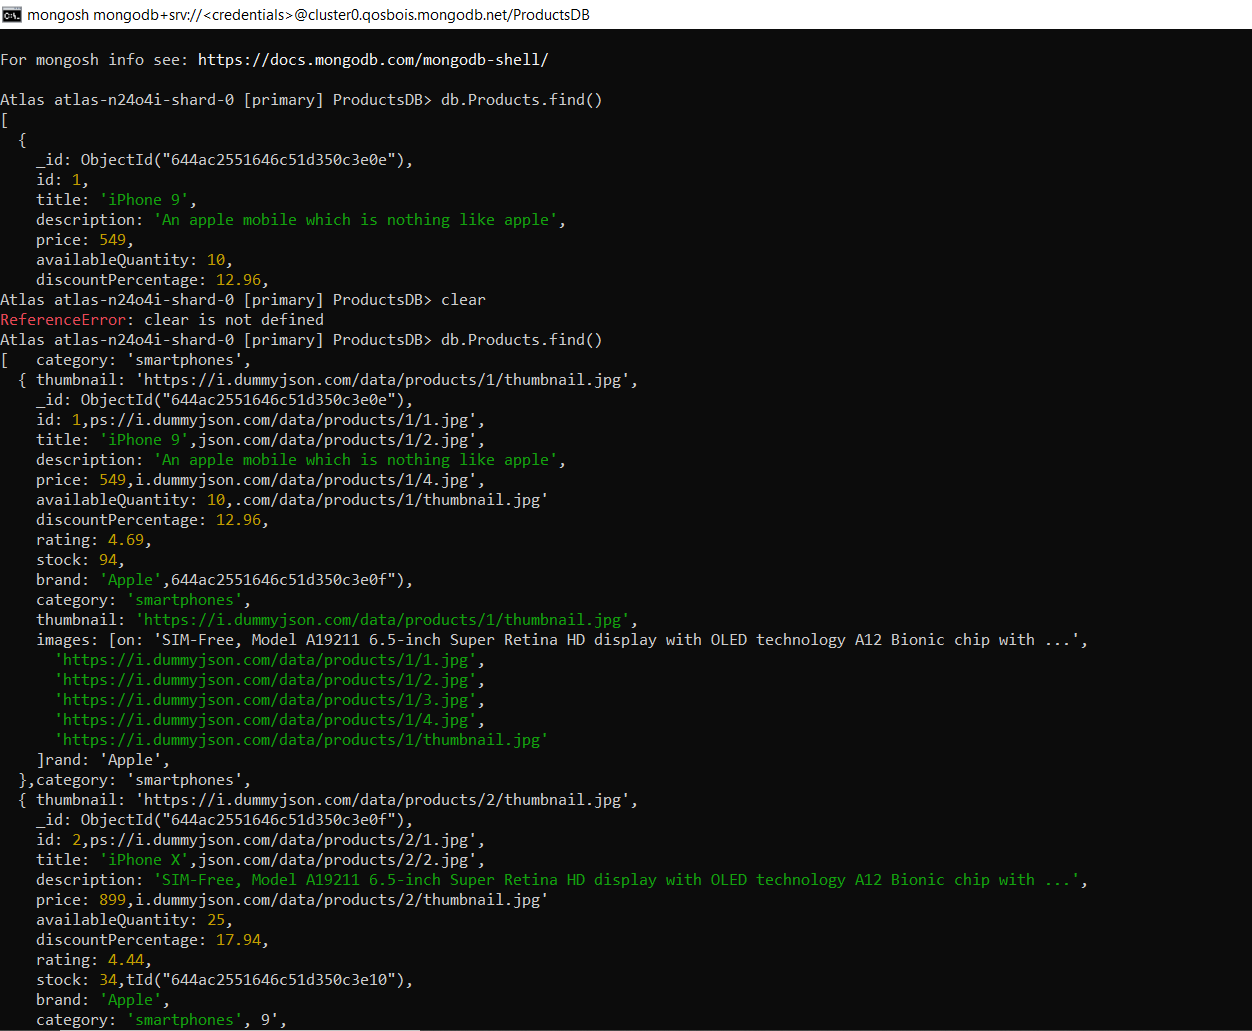 mongosh mongodb+srv://<credentials>@cluster0.qosbois.mongodb.net/ProductsDB
For mongosh info see: https://docs.mongodb.com/mongodb-shell/
Atlas atlas-n24o4i-shard-0 [primary] ProductsDB> db.Products.find()
[
  {
    _id: ObjectId("644ac2551646c51d350c3e0e"),
    id: 1,
    title: 'iPhone 9',
    description: 'An apple mobile which is nothing like apple',
    price: 549,
    availableQuantity: 10,
    discountPercentage: 12.96,
Atlas atlas-n24o4i-shard-0 [primary] ProductsDB> clear
ReferenceError: clear is not defined
Atlas atlas-n24o4i-shard-0 [primary] ProductsDB> db.Products.find()
[   category: 'smartphones',
  { thumbnail: 'https://i.dummyjson.com/data/products/1/thumbnail.jpg',
    _id: ObjectId("644ac2551646c51d350c3e0e"),
    id: 1,ps://i.dummyjson.com/data/products/1/1.jpg',
    title: 'iPhone 9',json.com/data/products/1/2.jpg',
    description: 'An apple mobile which is nothing like apple',
    price: 549,i.dummyjson.com/data/products/1/4.jpg',
    availableQuantity: 10,.com/data/products/1/thumbnail.jpg'
    discountPercentage: 12.96,
    rating: 4.69,
    stock: 94,
    brand: 'Apple',644ac2551646c51d350c3e0f"),
    category: 'smartphones',
    thumbnail: 'https://i.dummyjson.com/data/products/1/thumbnail.jpg',
    images: [on: 'SIM-Free, Model A19211 6.5-inch Super Retina HD display with OLED technology A12 Bionic chip with ...',
      'https://i.dummyjson.com/data/products/1/1.jpg',
      'https://i.dummyjson.com/data/products/1/2.jpg',
      'https://i.dummyjson.com/data/products/1/3.jpg',
      'https://i.dummyjson.com/data/products/1/4.jpg',
      'https://i.dummyjson.com/data/products/1/thumbnail.jpg'
    ]rand: 'Apple',
  },category: 'smartphones',
  { thumbnail: 'https://i.dummyjson.com/data/products/2/thumbnail.jpg',
    _id: ObjectId("644ac2551646c51d350c3e0f"),
    id: 2,ps://i.dummyjson.com/data/products/2/1.jpg',
    title: 'iPhone X',json.com/data/products/2/2.jpg',
    description: 'SIM-Free, Model A19211 6.5-inch Super Retina HD display with OLED technology A12 Bionic chip with ...',
    price: 899,i.dummyjson.com/data/products/2/thumbnail.jpg'
    availableQuantity: 25,
    discountPercentage: 17.94,
    rating: 4.44,
    stock: 34,tId("644ac2551646c51d350c3e10"),
    brand: 'Apple',
    category: 'smartphones', 9',